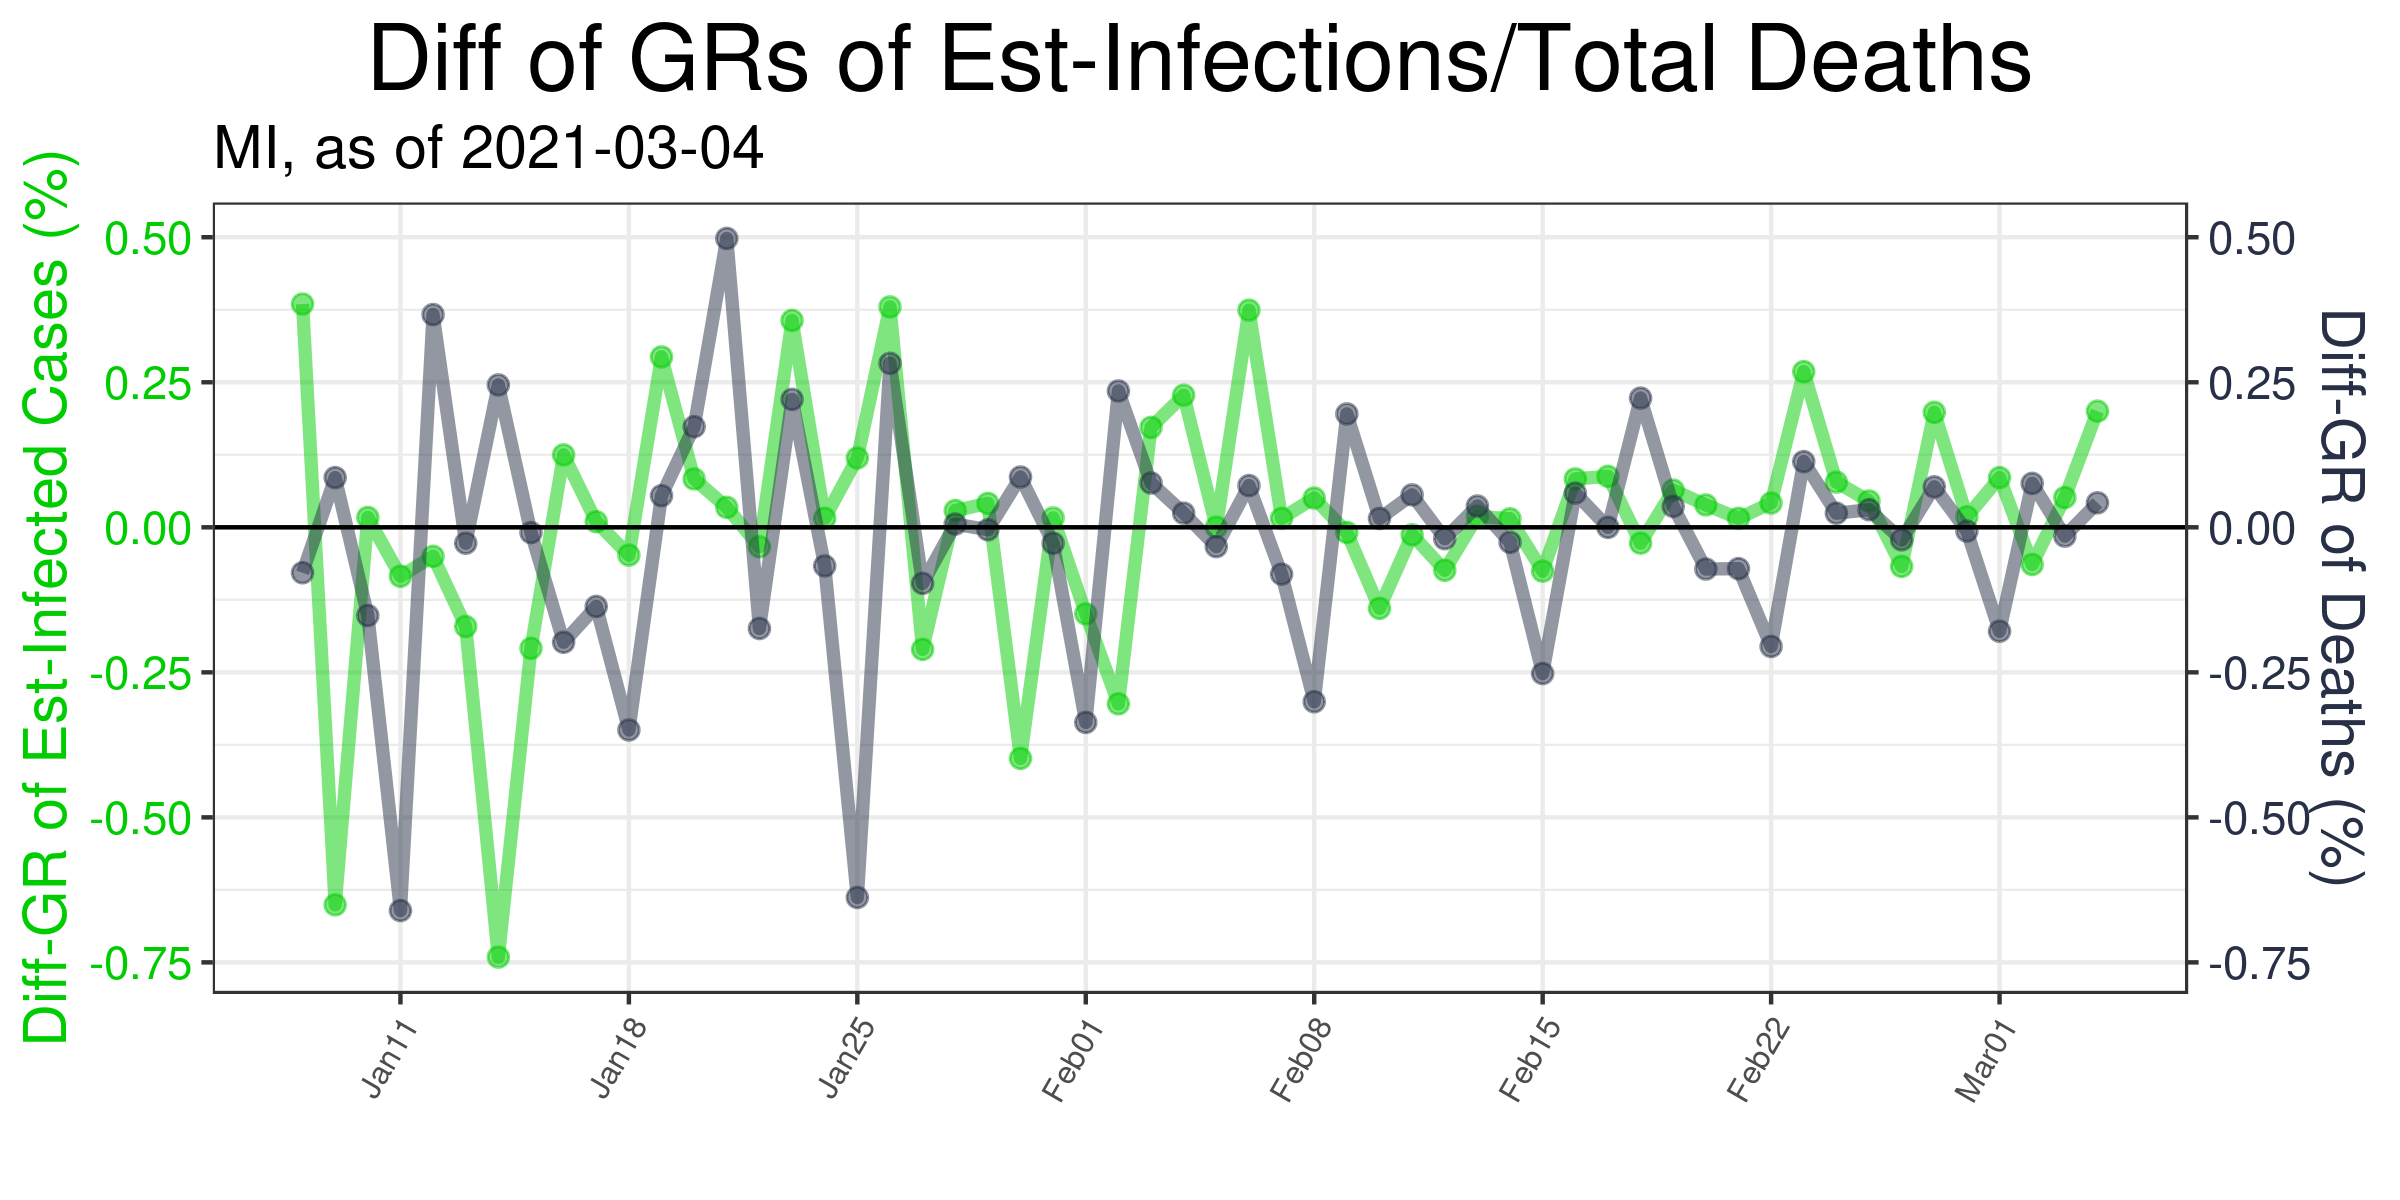 Diff of GRs of Est-Infections/Total Deaths
MI, as of 2021-03-04
Diff-GR of Est-Infected Cases (%)
0.50
0.25
0.00
-0.25
-0.50
-0.75
0.50
0.25
0.00
-0.25
-0.50
-0.75
Diff-GR of Deaths (%)
Jan11
Jan18
Jan25
Feb01
Feb08
Feb15
Feb22
Mar01